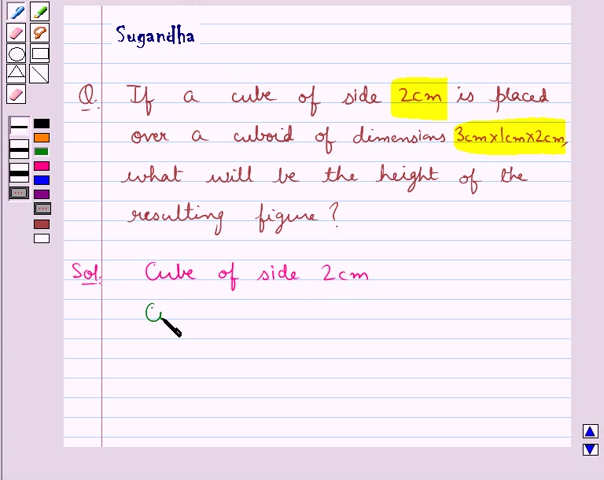 Sugandha
Q. If a cube of side 2cm is placed
over a cuboid of dimensions 3cm×1cm×2cm,
what will be the height of the
resulting figure?
Sol. Cube of side 2cm
C